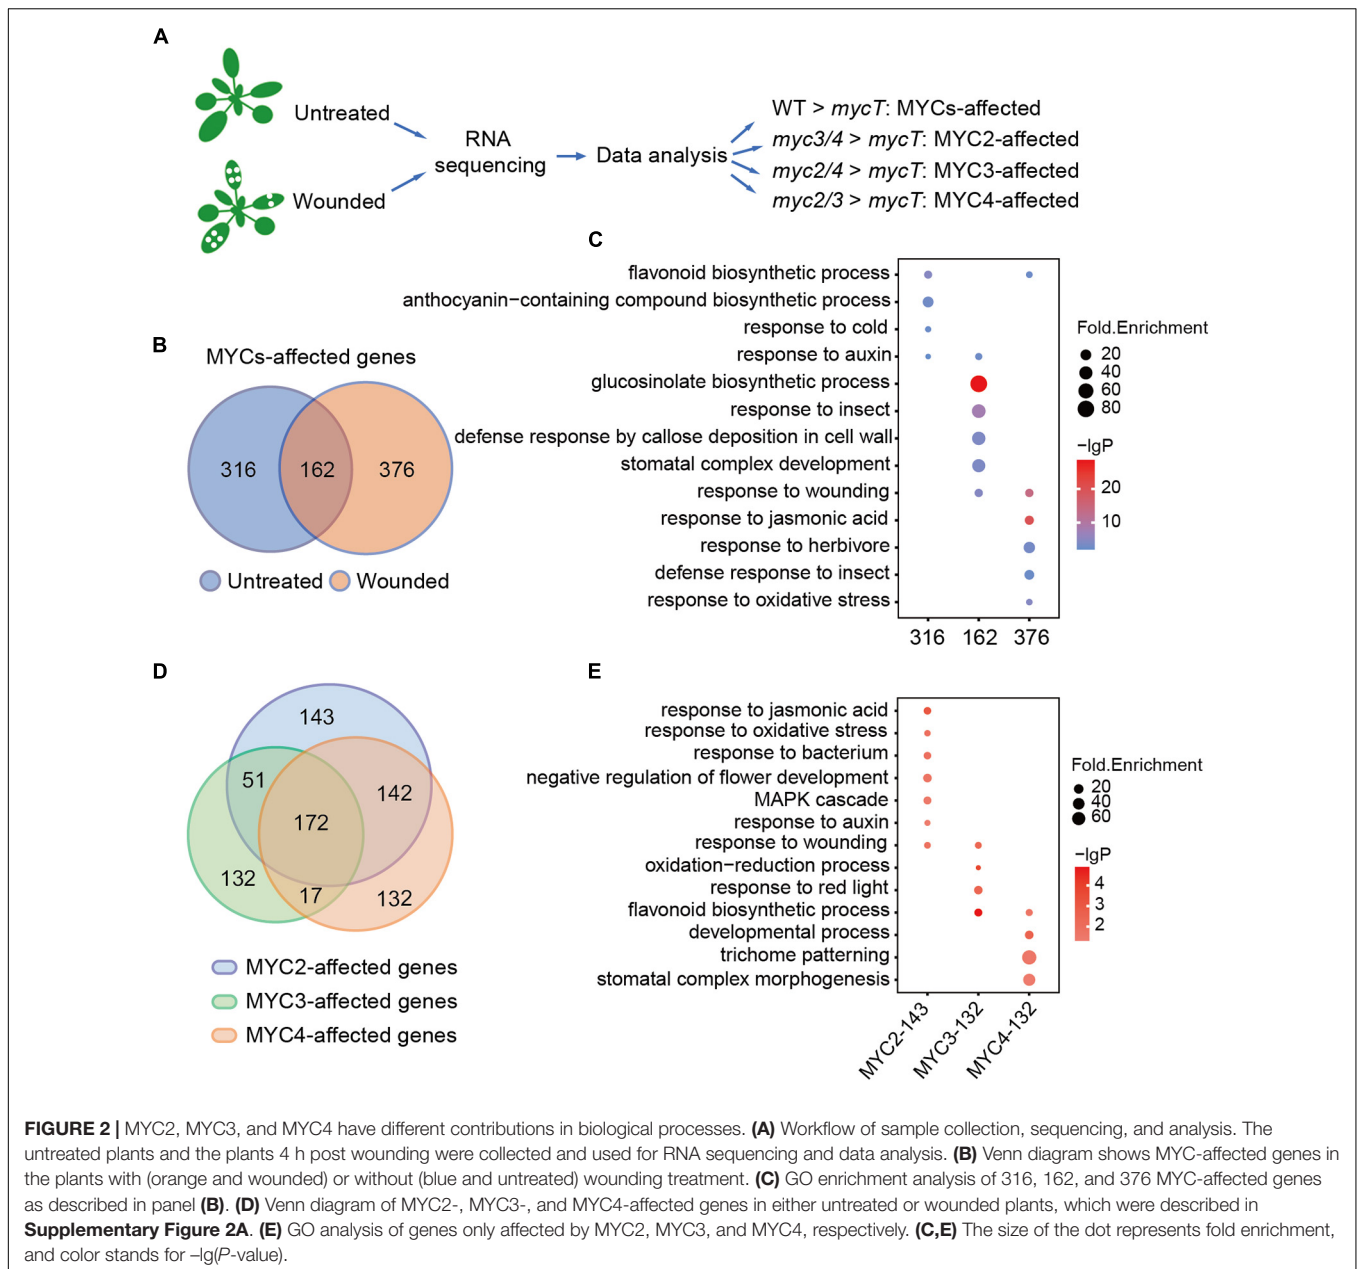 A
Untreated
Wounded
RNA
sequencing
Data analysis
WT > mycT: MYCs-affected
myc3/4 > mycT: MYC2-affected
myc2/4 > mycT: MYC3-affected
myc2/3 > mycT: MYC4-affected
B
MYCs-affected genes
316
162
376
Untreated
Wounded
C
flavonoid biosynthetic process
anthocyanin−containing compound biosynthetic process
response to cold
response to auxin
glucosinolate biosynthetic process
response to insect
defense response by callose deposition in cell wall
stomatal complex development
response to wounding
response to jasmonic acid
response to herbivore
defense response to insect
response to oxidative stress
316 162 376
Fold.Enrichment
20
40
60
80
−lgP
20
10
D
143
51
142
172
132
17
132
MYC2-affected genes
MYC3-affected genes
MYC4-affected genes
E
response to jasmonic acid
response to oxidative stress
response to bacterium
negative regulation of flower development
MAPK cascade
response to auxin
response to wounding
oxidation−reduction process
response to red light
flavonoid biosynthetic process
developmental process
trichome patterning
stomatal complex morphogenesis
MYC2-143
MYC3-132
MYC4-132
Fold.Enrichment
20
40
60
−lgP
4
3
2
FIGURE 2 | MYC2, MYC3, and MYC4 have different contributions in biological processes. (A) Workflow of sample collection, sequencing, and analysis. The
untreated plants and the plants 4 h post wounding were collected and used for RNA sequencing and data analysis. (B) Venn diagram shows MYC-affected genes in
the plants with (orange and wounded) or without (blue and untreated) wounding treatment. (C) GO enrichment analysis of 316, 162, and 376 MYC-affected genes
as described in panel (B). (D) Venn diagram of MYC2-, MYC3-, and MYC4-affected genes in either untreated or wounded plants, which were described in
Supplementary Figure 2A. (E) GO analysis of genes only affected by MYC2, MYC3, and MYC4, respectively. (C,E) The size of the dot represents fold enrichment,
and color stands for –lg(P-value).